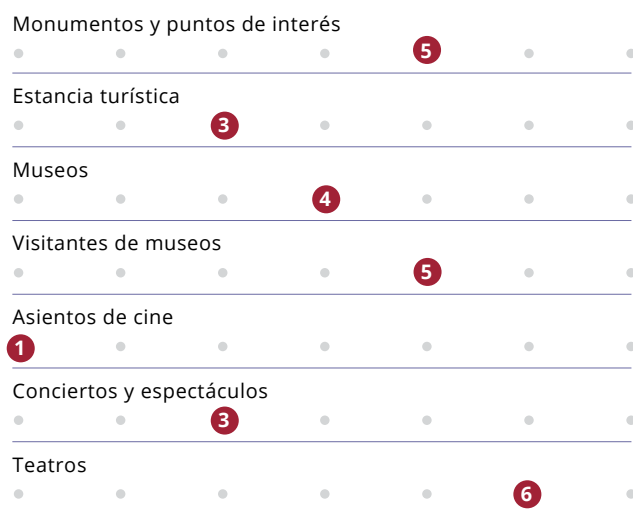 Monumentos y puntos de interés
5
Estancia turística
3
Museos
4
Visitantes de museos
5
Asientos de cine
1
Conciertos y espectáculos
3
Teatros
6